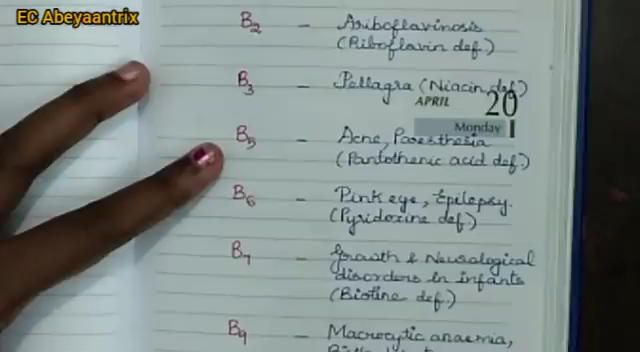 EC Abeyaantrix
B2 – Ariboflavinosis
(Riboflavin def.)
B3 – Pellagra (Niacin def)
APRIL 20
Monday
B5 – Acne, Paresthesia
(Pantothenic acid def.)
B6 – Pink eye, Epilepsy.
(Pyridoxine def.)
B7 – Growth & Neurological
disorders in infants
(Biotine def.)
B9 – Macrocytic anaemia,